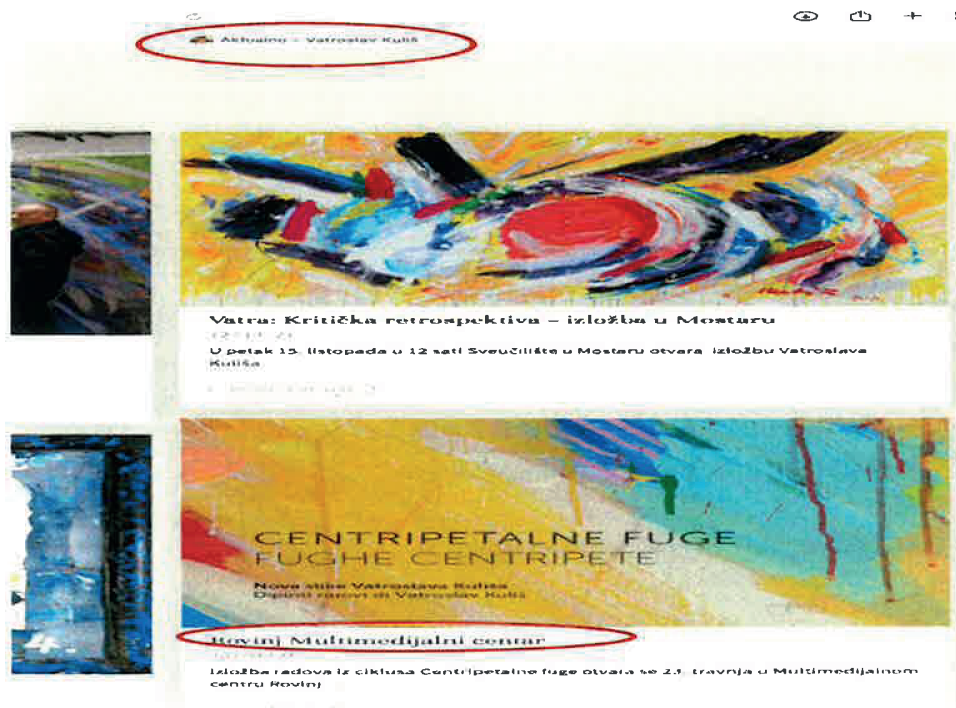 Aktualno – Vatroslav Kuliš
Vatra: Kritička retrospektiva – izložba u Mostaru
U petak 15. listopada u 12 sati Sveučilište u Mostaru otvara izložbu Vatroslava
Kuliša
CENTRIPETALNE FUGE
FUGHE CENTRIPETE
Nove slike Vatroslava Kuliša
Dipinti nuovi di Vatroslav Kuliš
Rovinj Multimedijalni centar
Izložba radova iz ciklusa Centripetalne fuge otvara se 23. travnja u Multimedijalnom
centru Rovinj